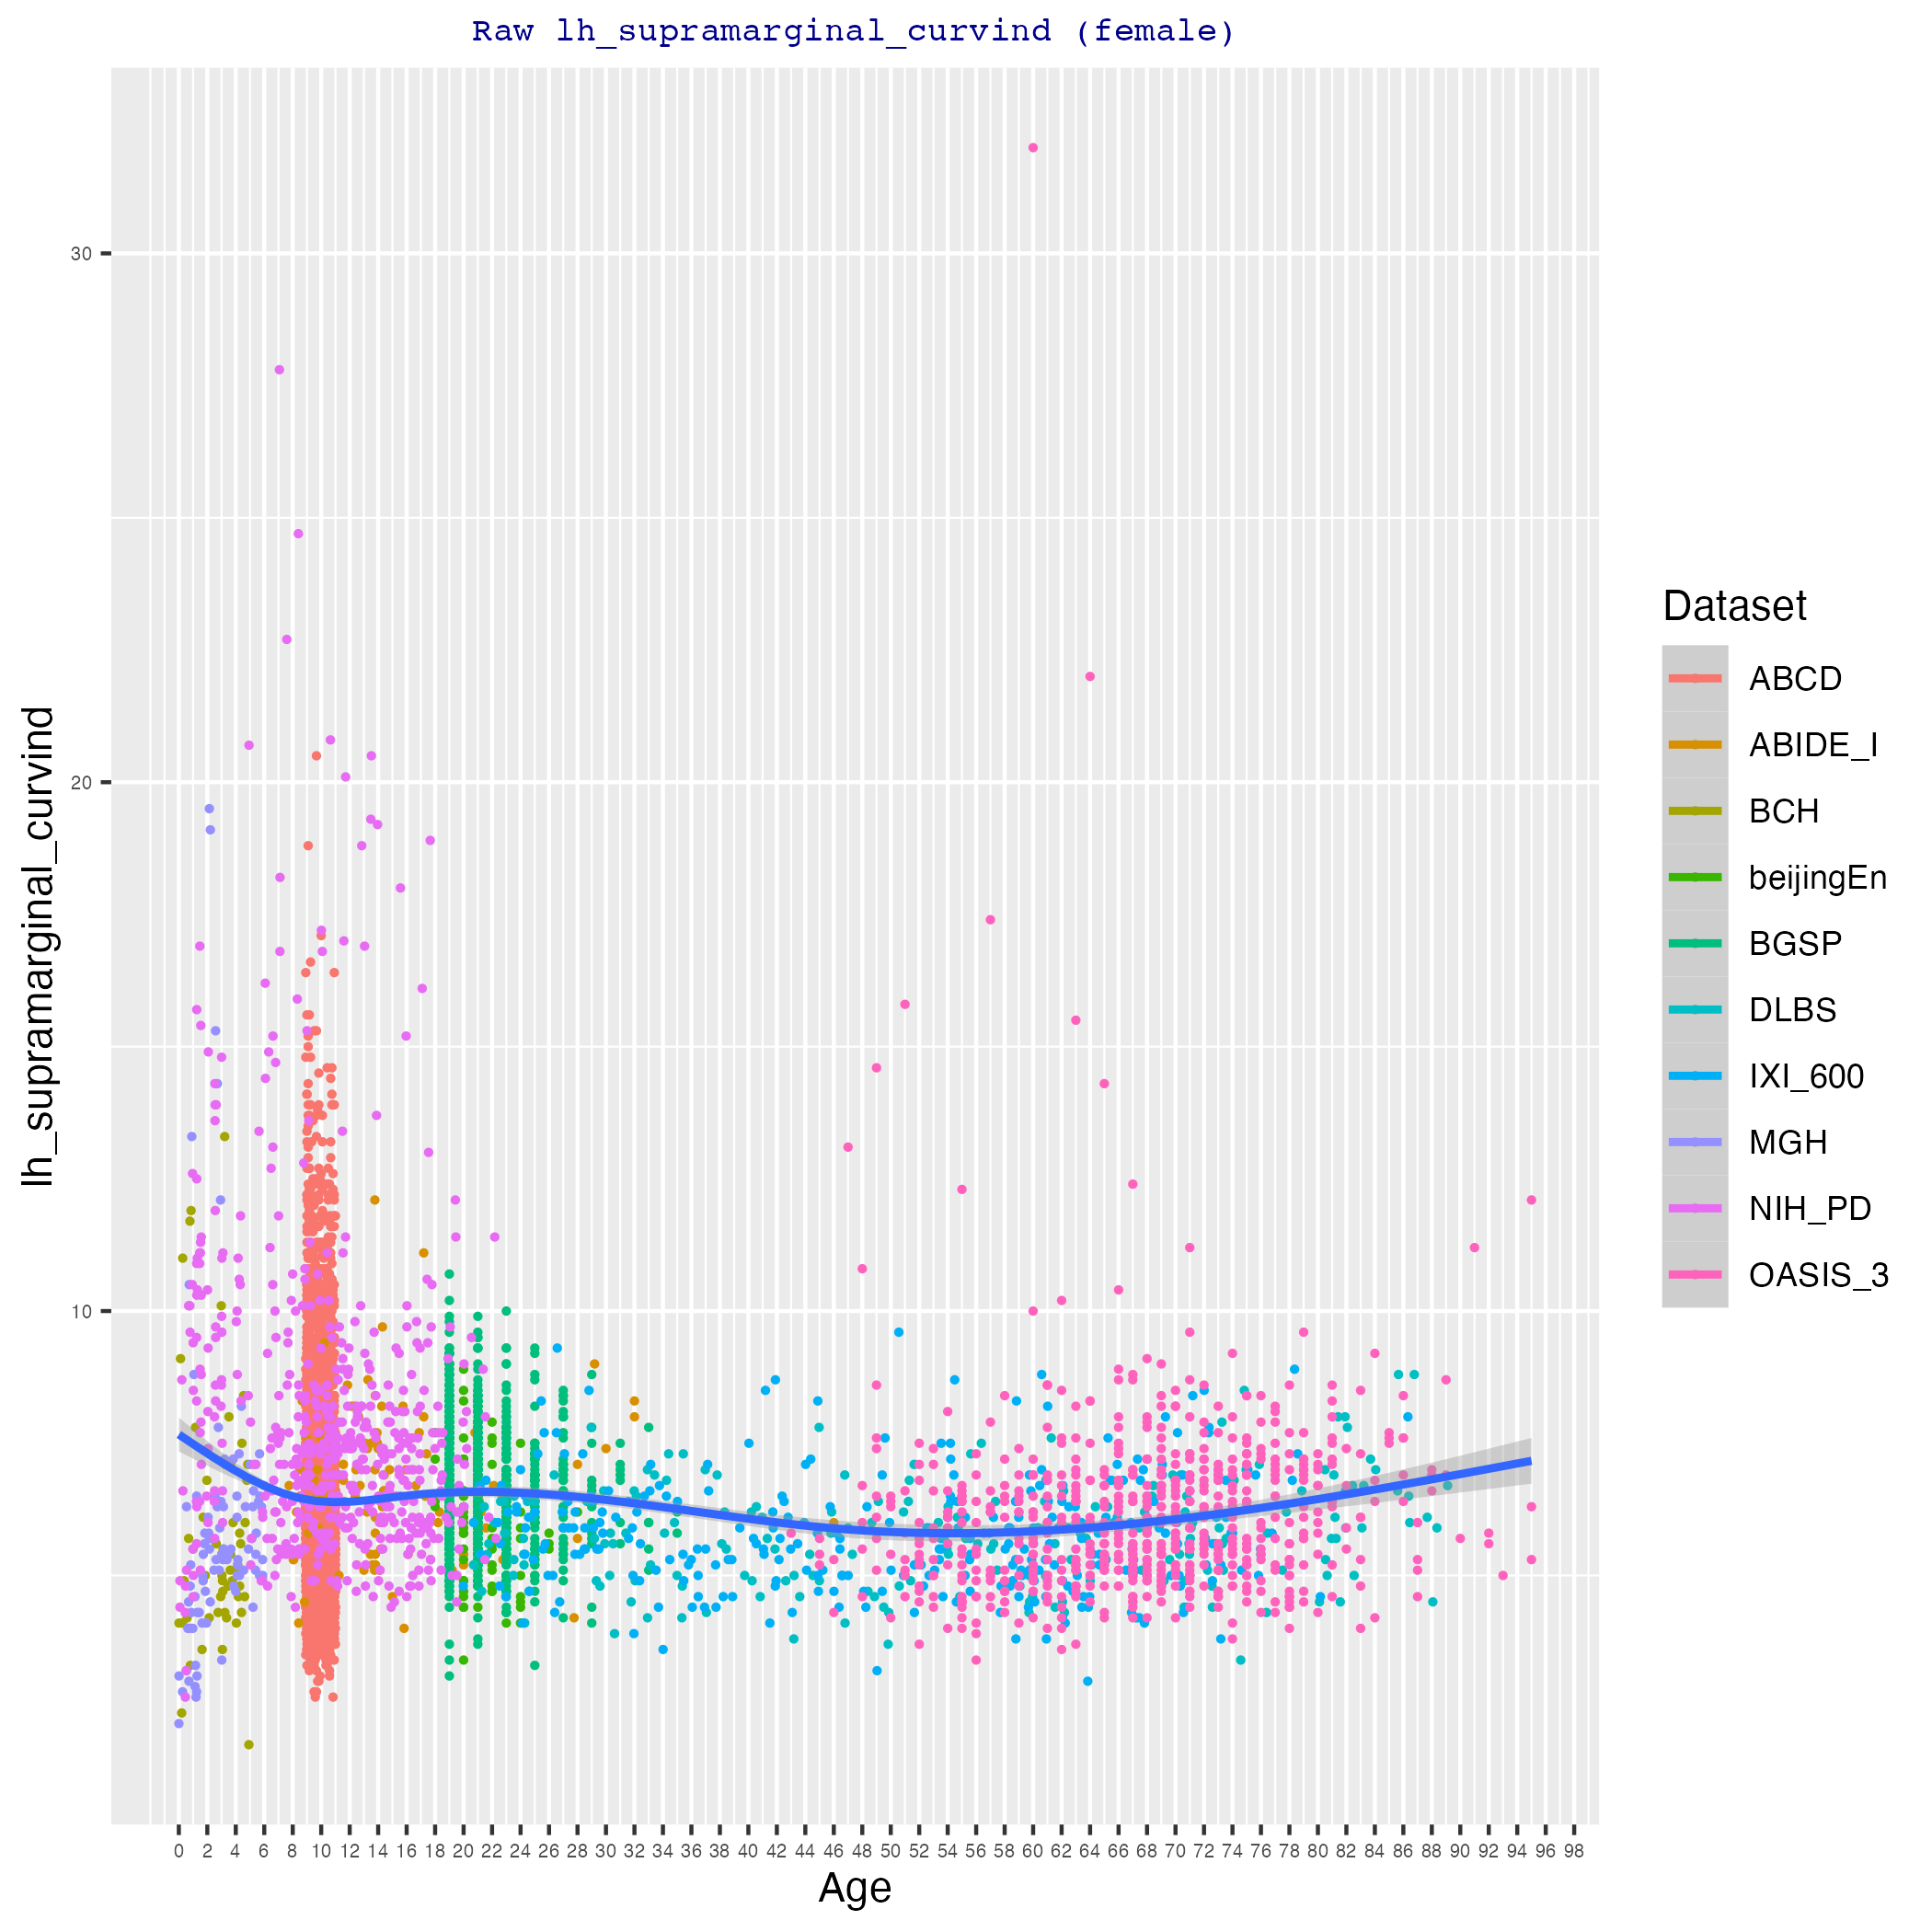 Raw lh_supramarginal_curvind (female)
lh_supramarginal_curvind
30
20
10
0 2 4 6 8 10 12 14 16 18 20 22 24 26 28 30 32 34 36 38 40 42 44 46 48 50 52 54 56 58 60 62 64 66 68 70 72 74 76 78 80 82 84 86 88 90 92 94 96 98
Age
Dataset
ABCD
ABIDE_I
BCH
beijingEn
BGSP
DLBS
IXI_600
MGH
NIH_PD
OASIS_3